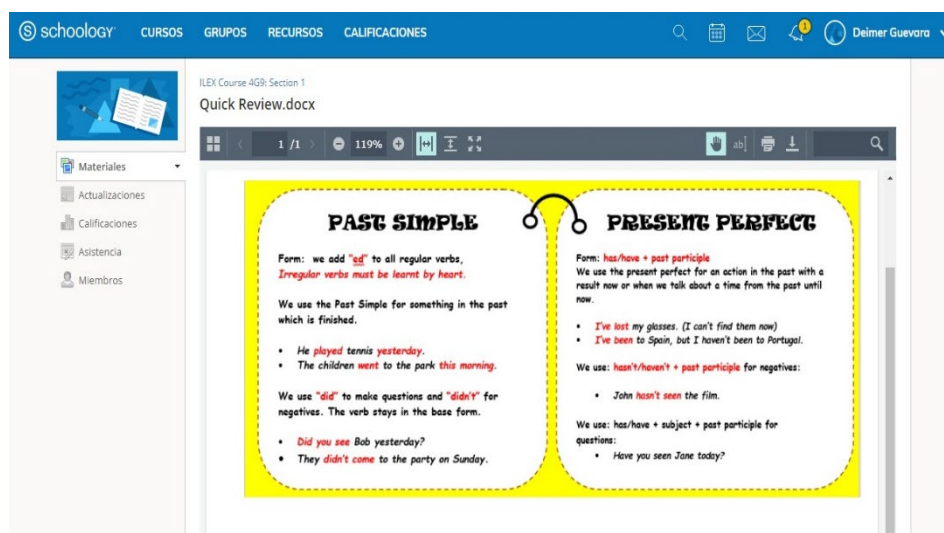 schoology
CURSOS
GRUPOS
RECURSOS
CALIFICACIONES
1
Deimer Guevara
ILEX Course 4G9: Section 1
Quick Review.docx
1 /1
119%
ab
Materiales
Actualizaciones
Calificaciones
Asistencia
Miembros
PAST SIMPLE
Form: we add "ed" to all regular verbs,
Irregular verbs must be learnt by heart.
We use the Past Simple for something in the past
which is finished.
• He played tennis yesterday.
• The children went to the park this morning.
We use "did" to make questions and "didn't" for
negatives. The verb stays in the base form.
• Did you see Bob yesterday?
• They didn't come to the party on Sunday.
PRESENT PERFECT
Form: has/have + past participle
We use the present perfect for an action in the past with a
result now or when we talk about a time from the past until
now.
• I've lost my glasses. (I can't find them now)
• I've been to Spain, but I haven't been to Portugal.
We use: hasn't/haven't + past participle for negatives:
• John hasn't seen the film.
We use: has/have + subject + past participle for
questions:
• Have you seen Jane today?